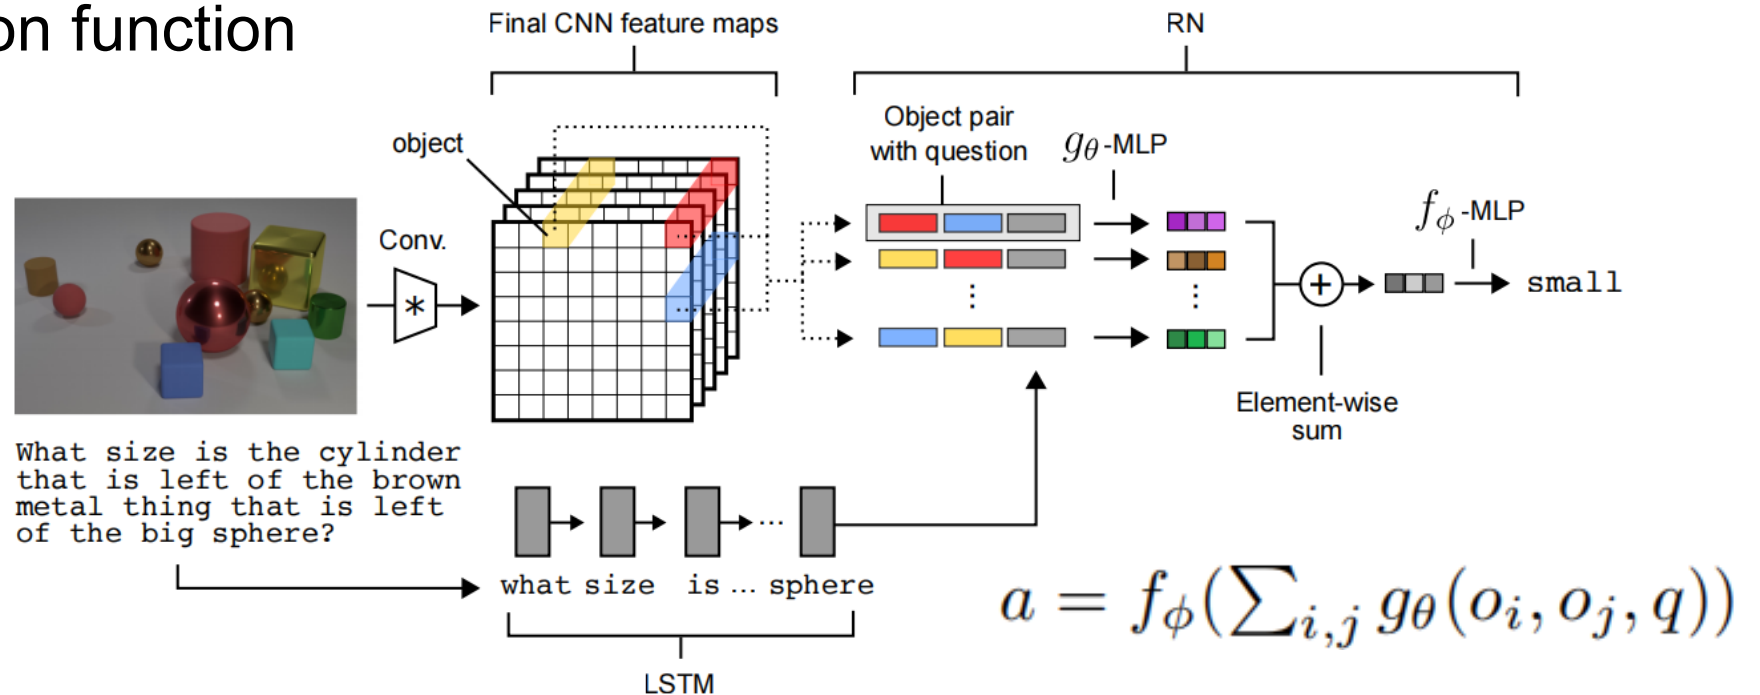 on function
Final CNN feature maps
RN
Object pair
with question
gθ-MLP
object
fϕ-MLP
Conv.
*
+
small
⋮
⋮
Element-wise
sum
What size is the cylinder
that is left of the brown
metal thing that is left
of the big sphere?
...
what size is ... sphere
LSTM
a = fϕ(∑i,j gθ(oi, oj, q))